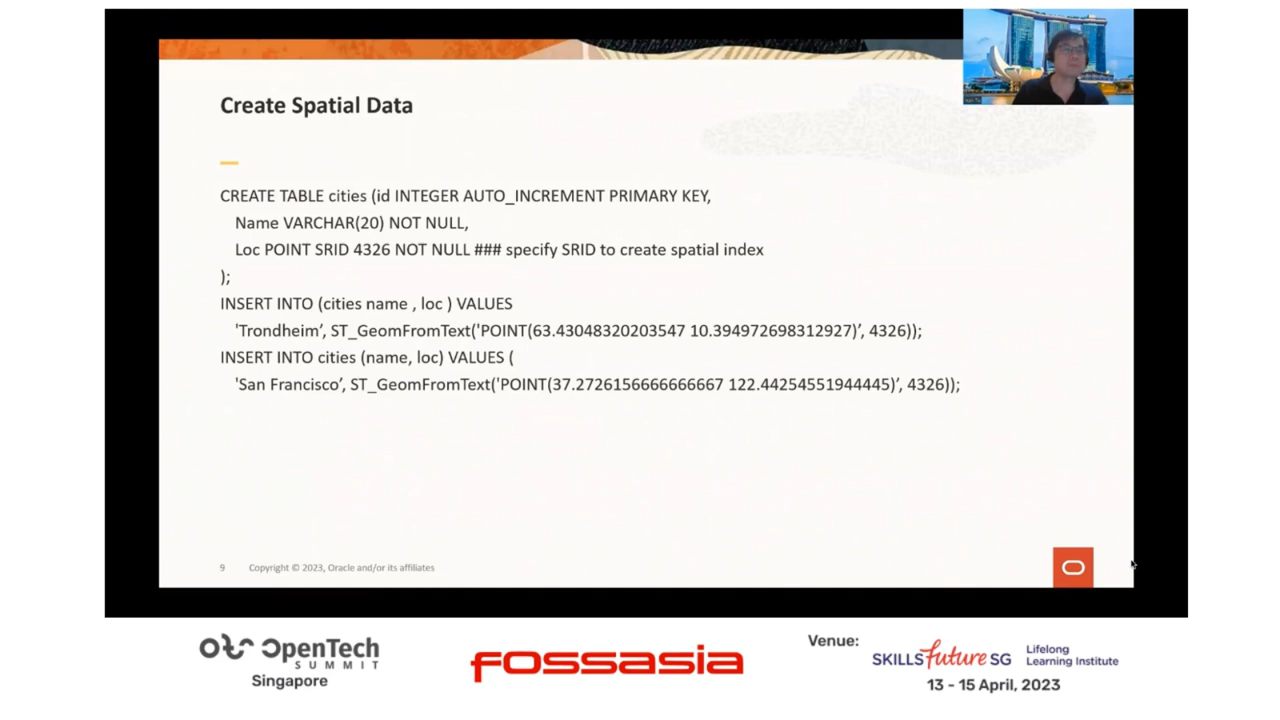 Create Spatial Data
CREATE TABLE cities (id INTEGER AUTO_INCREMENT PRIMARY KEY,
Name VARCHAR(20) NOT NULL,
Loc POINT SRID 4326 NOT NULL ### specify SRID to create spatial index
);
INSERT INTO (cities name , loc ) VALUES
'Trondheim’, ST_GeomFromText('POINT(63.43048320203547 10.394972698312927)’, 4326));
INSERT INTO cities (name, loc) VALUES (
'San Francisco’, ST_GeomFromText('POINT(37.2726156666666667 122.44254551944445)’, 4326));
9 Copyright © 2023, Oracle and/or its affiliates
OpenTech
SUMMIT
Singapore
fossasia
Venue:
SKILLSfuture SG
Lifelong
Learning Institute
13 - 15 April, 2023